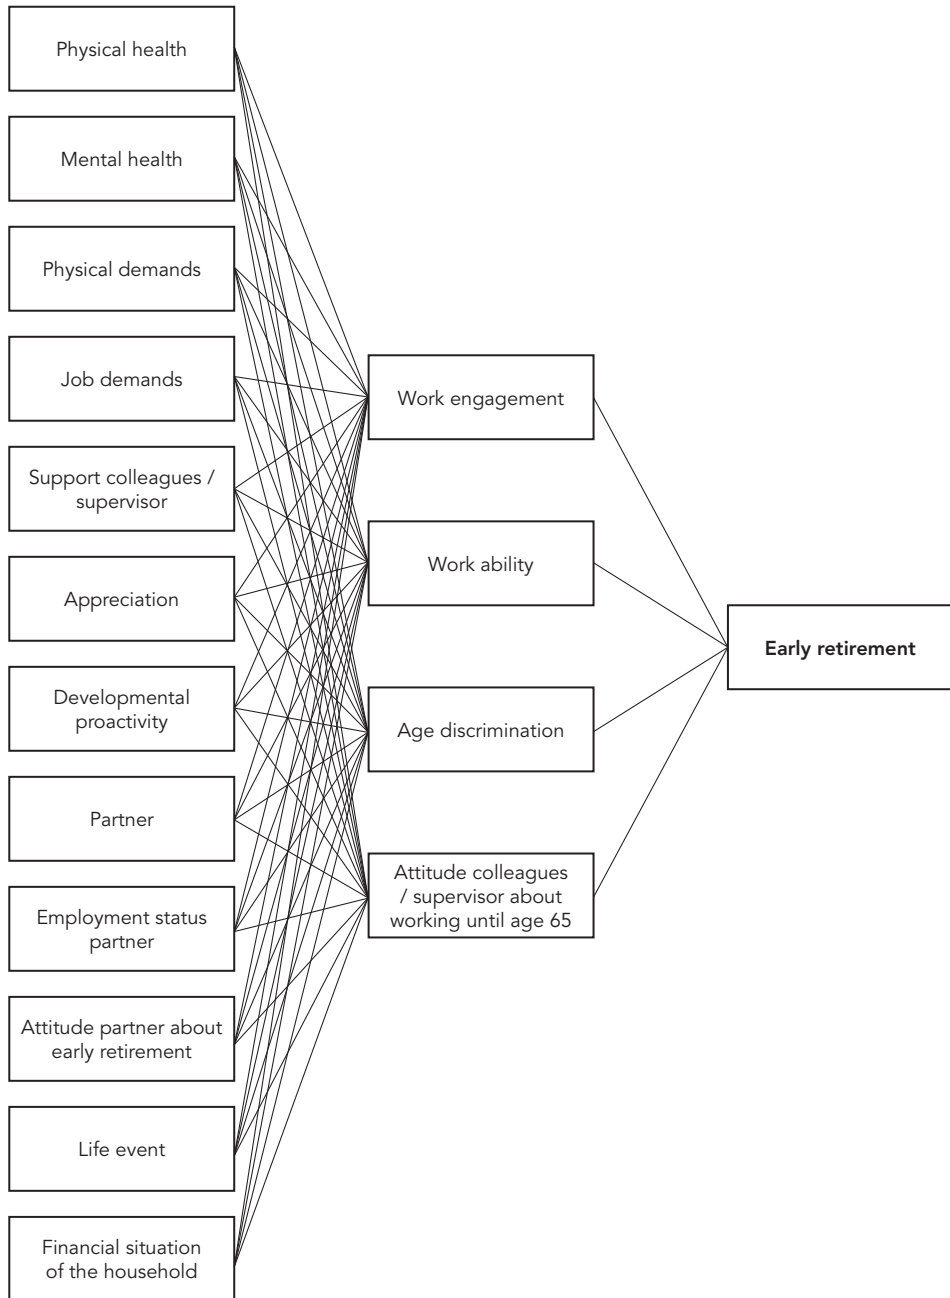 Physical health
Mental health
Physical demands
Job demands
Support colleagues /
supervisor
Appreciation
Developmental
proactivity
Partner
Employment status
partner
Attitude partner about
early retirement
Life event
Financial situation
of the household
Work engagement
Work ability
Age discrimination
Attitude colleagues
/ supervisor about
working until age 65
Early retirement